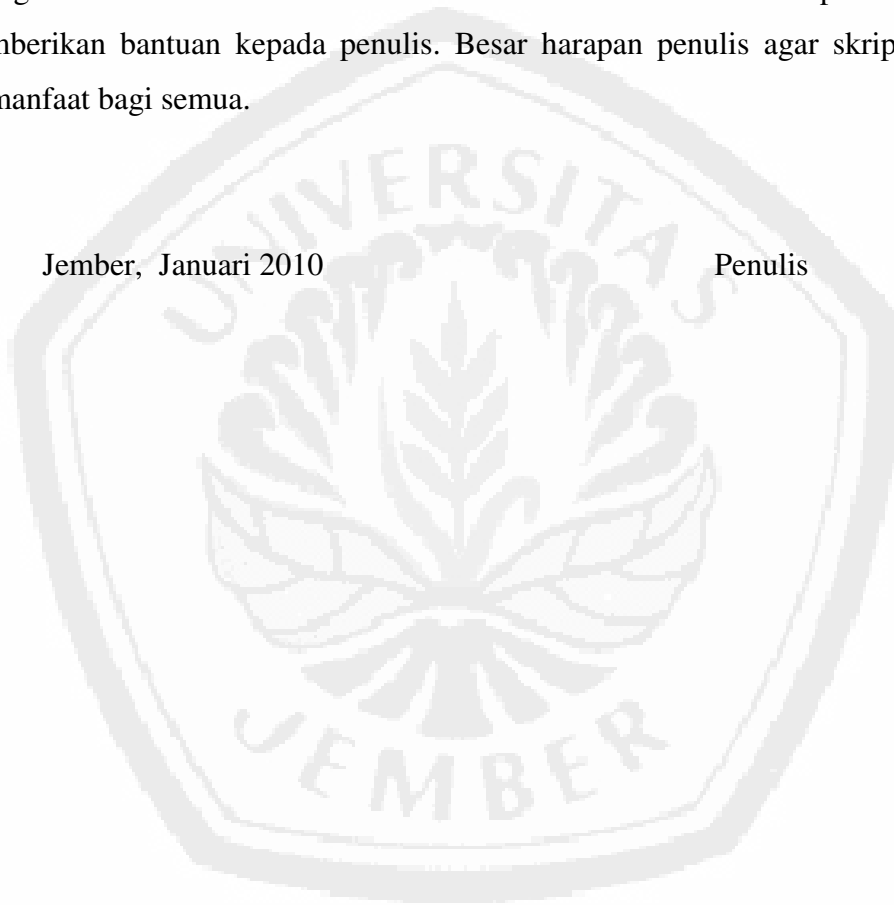 mberikan bantuan kepada penulis. Besar harapan penulis agar skrip
manfaat bagi semua.
Jember, Januari 2010 Penulis
UNIVERSITAS
JEMBER